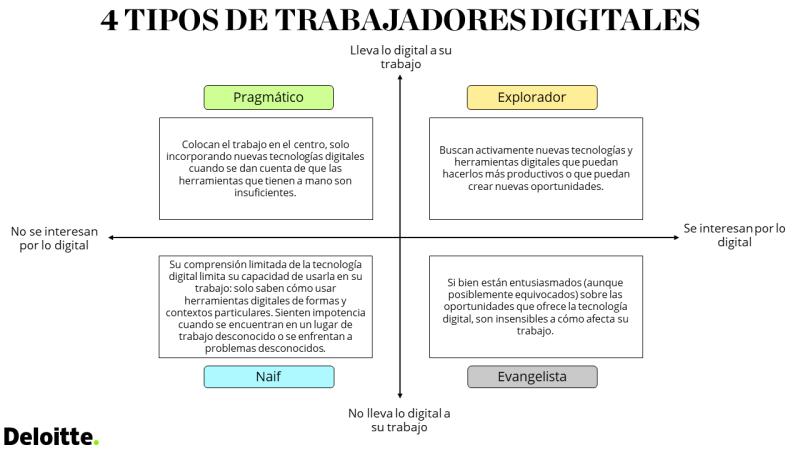 4 TIPOS DE TRABAJADORES DIGITALES
Lleva lo digital a su
trabajo
Pragmático
Explorador
Colocan el trabajo en el centro, solo
incorporando nuevas tecnologías digitales
cuando se dan cuenta de que las
herramientas que tienen a mano son
insuficientes.
Buscan activamente nuevas tecnologías y
herramientas digitales que puedan
hacerlos más productivos o que puedan
crear nuevas oportunidades.
No se interesan
por lo digital
Se interesan por lo
digital
Su comprensión limitada de la tecnología
digital limita su capacidad de usarla en su
trabajo: solo saben cómo usar
herramientas digitales de formas y
contextos particulares. Sienten impotencia
cuando se encuentran en un lugar de
trabajo desconocido o se enfrentan a
problemas desconocidos.
Si bien están entusiasmados (aunque
posiblemente equivocados) sobre las
oportunidades que ofrece la tecnología
digital, son insensibles a cómo afecta su
trabajo.
Naif
Evangelista
No lleva lo digital a
su trabajo
Deloitte.